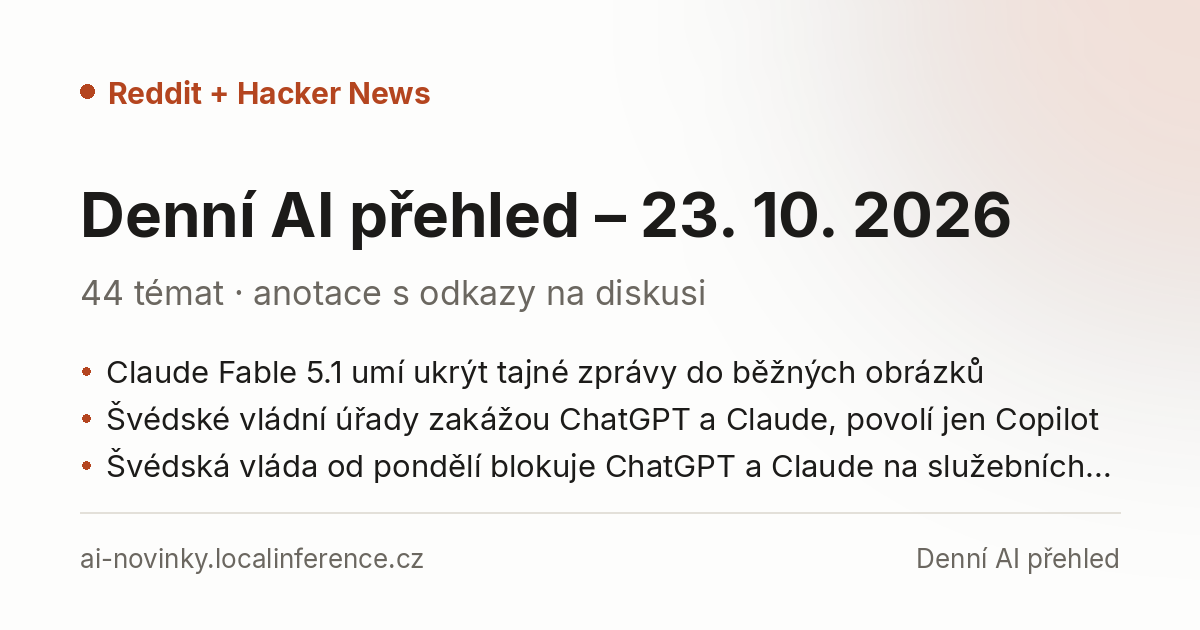 Reddit + Hacker News
Denní AI přehled – 23. 10. 2026
44 témat · anotace s odkazy na diskusi
• Claude Fable 5.1 umí ukrýt tajné zprávy do běžných obrázků
• Švédské vládní úřady zakážou ChatGPT a Claude, povolí jen Copilot
• Švédská vláda od pondělí blokuje ChatGPT a Claude na služebních…
ai-novinky.localinference.cz
Denní AI přehled